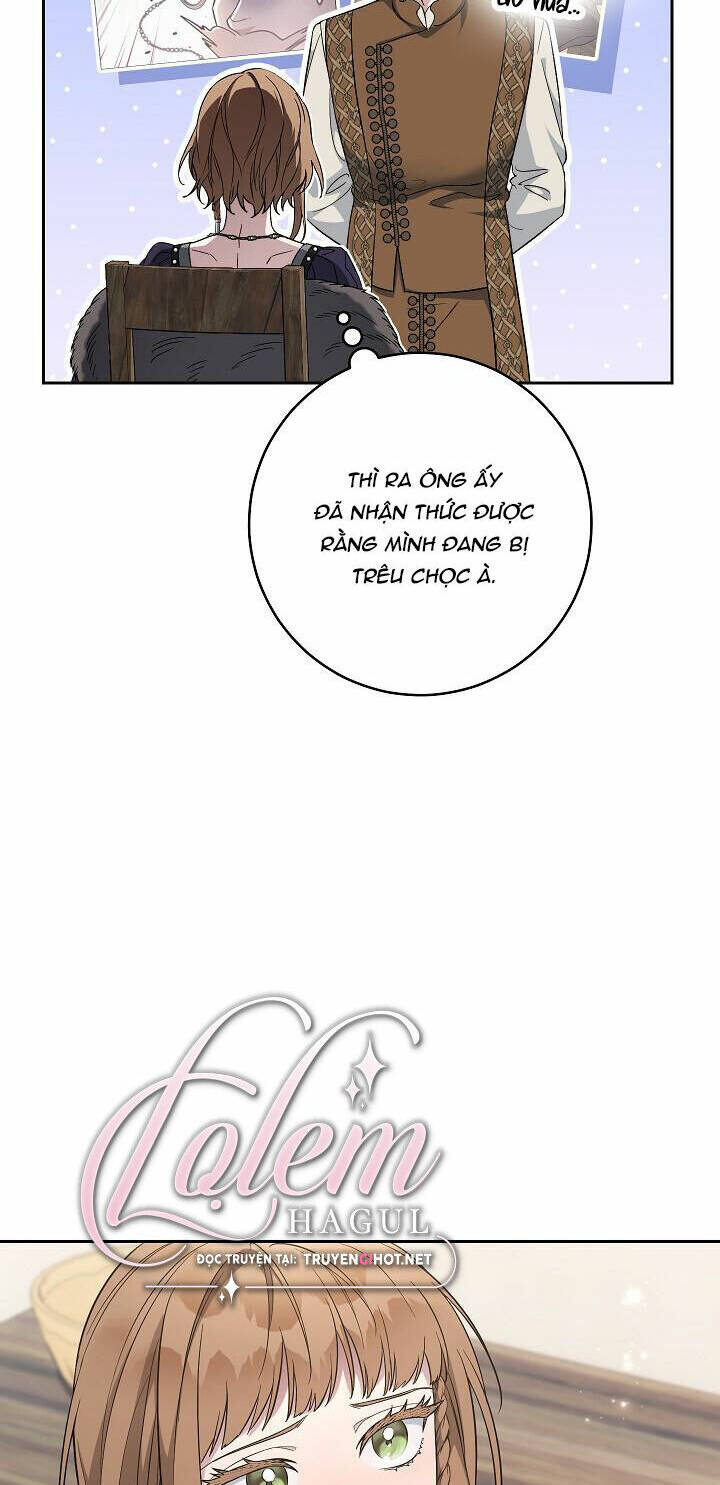 THÌ RA ÔNG ẤY
ĐÃ NHẬN THỨC ĐƯỢC
RẰNG MÌNH ĐANG BỊ
TRÊU CHỌC À.
Lọlem
HAGUL
ĐỌC TRUYỆN TẠI: TRUYENGIHOT.NET